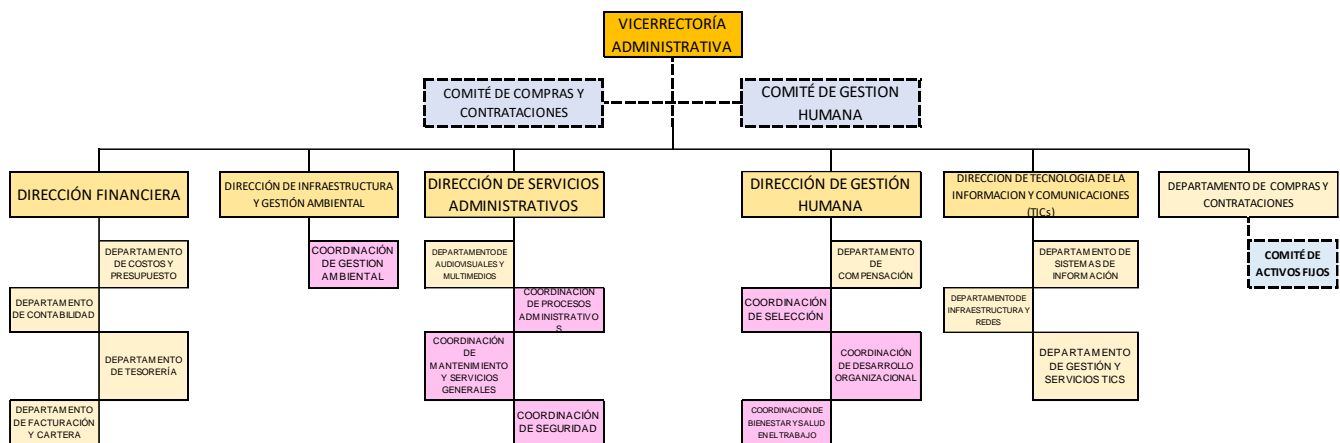 VICERRECTORÍA
ADMINISTRATIVA
COMITÉ DE COMPRAS Y
CONTRATACIONES
COMITÉ DE GESTION
HUMANA
DIRECCIÓN FINANCIERA
DIRECCIÓN DE INFRAESTRUCTURA
Y GESTIÓN AMBIENTAL
DIRECCIÓN DE SERVICIOS
ADMINISTRATIVOS
DIRECCIÓN DE GESTIÓN
HUMANA
DIRECCION DE TECNOLOGIA DE LA
INFORMACION Y COMUNICACIONES
(TICs)
DEPARTAMENTO DE COMPRAS Y
CONTRATACIONES
DEPARTAMENTO
DE COSTOS Y
PRESUPUESTO
COORDINACIÓN
DE GESTION
AMBIENTAL
DEPARTAMENTO DE
AUDIOVISUALES Y
MULTIMEDIOS
DEPARTAMENTO
DE
COMPENSACIÓN
DEPARTAMENTO DE
SISTEMAS DE
INFORMACIÓN
COMITÉ DE
ACTIVOS FIJOS
DEPARTAMENTO
DE CONTABILIDAD
COORDINACIÓN
DE PROCESOS
ADMINISTRATIVO
S
COORDINACIÓN
DE SELECCIÓN
DEPARTAMENTO DE
INFRAESTRUCTURA Y
REDES
DEPARTAMENTO
DE TESORERÍA
COORDINACIÓN
DE
MANTENIMIENTO
Y SERVICIOS
GENERALES
COORDINACIÓN
DE DESARROLLO
ORGANIZACIONAL
DEPARTAMENTO
DE GESTIÓN Y
SERVICIOS TICS
DEPARTAMENTO
DE FACTURACIÓN
Y CARTERA
COORDINACIÓN
DE SEGURIDAD
COORDINACION DE
BIENESTAR Y SALUD
EN EL TRABAJO